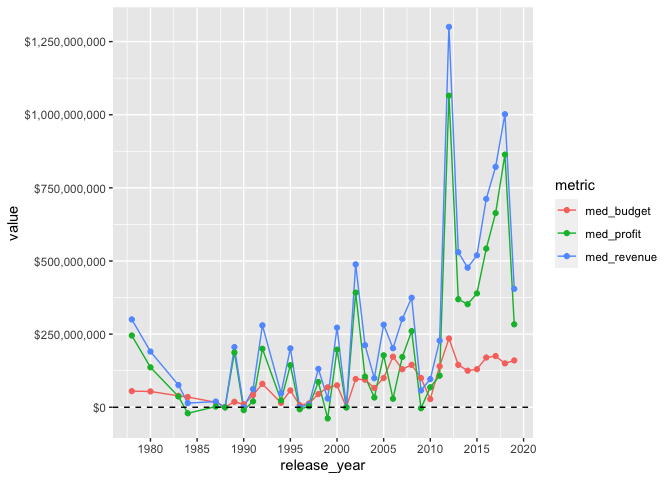 $1,250,000,000
$1,000,000,000
$750,000,000
$500,000,000
$250,000,000
$0
value
1980 1985 1990 1995 2000 2005 2010 2015 2020
release_year
metric
med_budget
med_profit
med_revenue